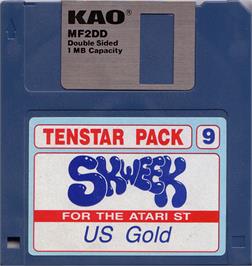 KAO®
MF2DD
Double Sided
1 MB Capacity
TENSTAR PACK 9
SKWEEK
FOR THE ATARI ST
US Gold